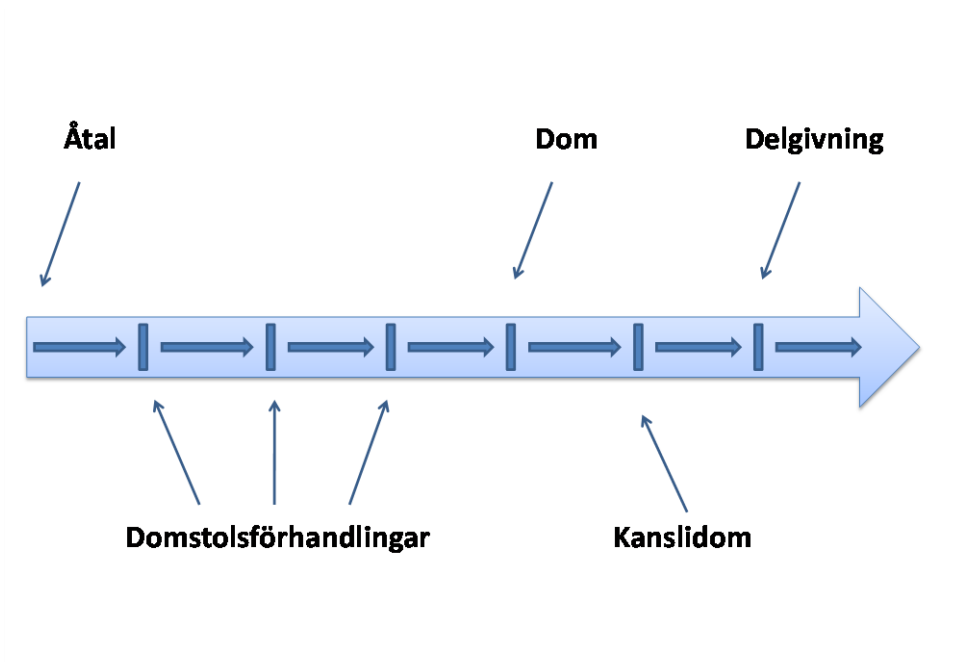 Åtal
Dom
Delgivning
Domstolsförhandlingar
Kanslidom